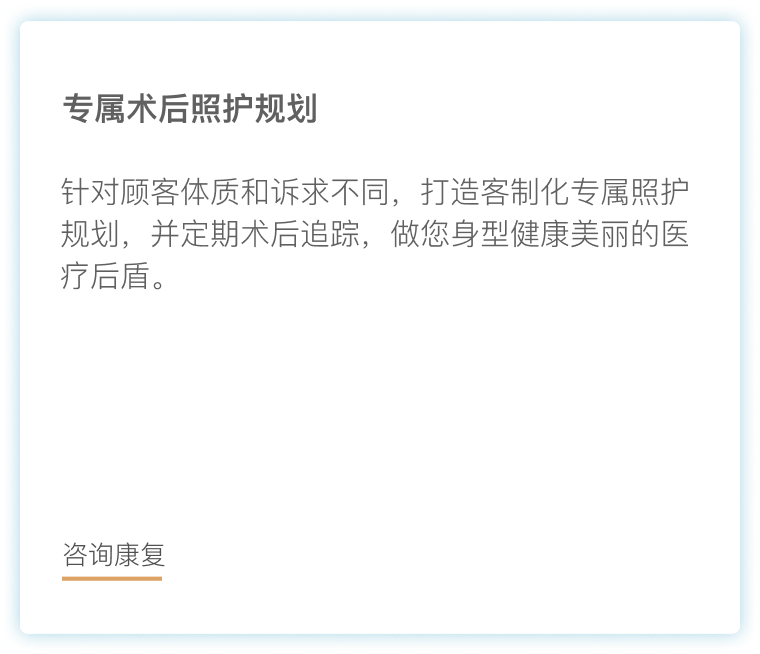 专属术后照护规划
针对顾客体质和诉求不同，打造客制化专属照护
规划，并定期术后追踪，做您身型健康美丽的医
疗后盾。
咨询康复